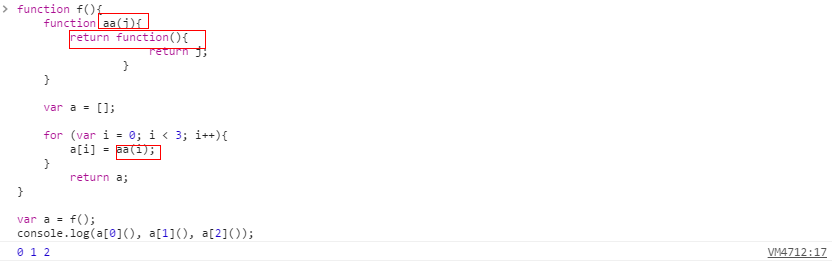 > function f(){
    function aa(j){
        return function(){
                    return j;
                }
    }

    var a = [];

    for (var i = 0; i < 3; i++){
        a[i] = aa(i);
    }
        return a;
}

var a = f();
console.log(a[0](), a[1](), a[2]());
0 1 2 VM4712:17